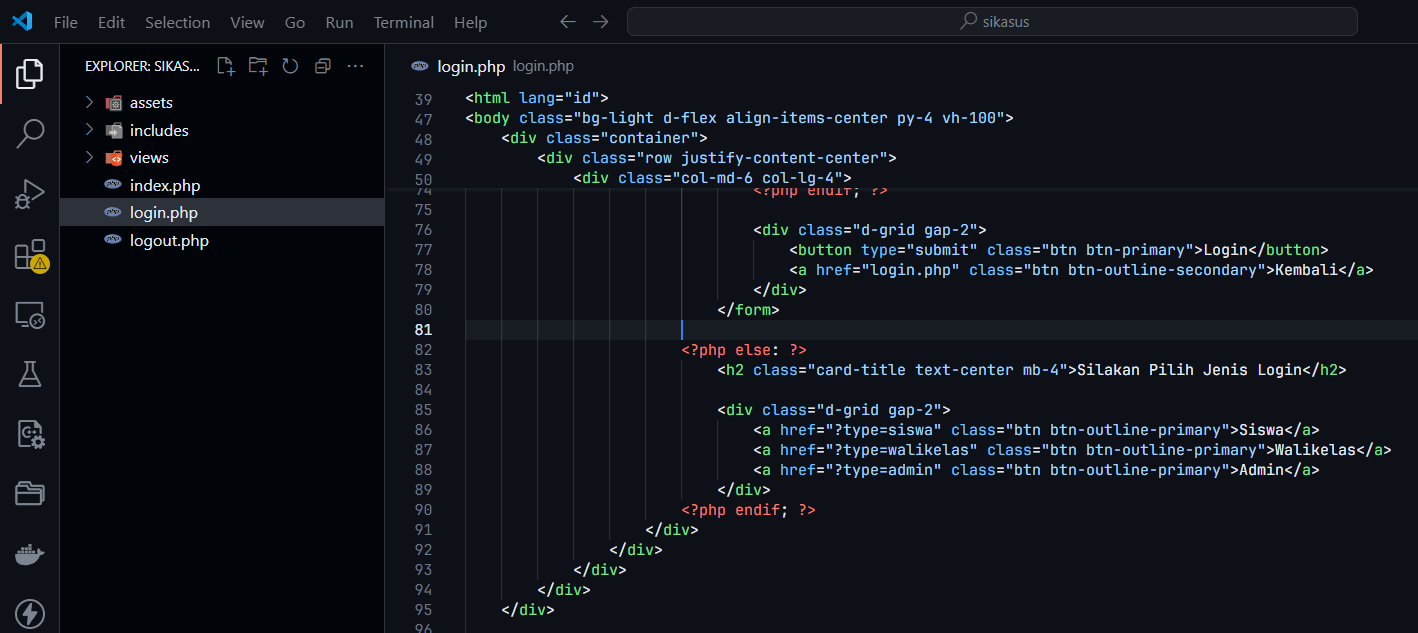 File Edit Selection View Go Run Terminal Help
sikasus
EXPLORER: SIKAS...
assets
includes
views
index.php
login.php
logout.php
login.php login.php
39 <html lang="id">
47 <body class="bg-light d-flex align-items-center py-4 vh-100">
48 <div class="container">
49 <div class="row justify-content-center">
50 <div class="col-md-6 col-lg-4">
74 <?php endif; ?>
75
76 <div class="d-grid gap-2">
77 <button type="submit" class="btn btn-primary">Login</button>
78 <a href="login.php" class="btn btn-outline-secondary">Kembali</a>
79 </div>
80 </form>
81
82 <?php else: ?>
83 <h2 class="card-title text-center mb-4">Silakan Pilih Jenis Login</h2>
84
85 <div class="d-grid gap-2">
86 <a href="?type=siswa" class="btn btn-outline-primary">Siswa</a>
87 <a href="?type=walikelas" class="btn btn-outline-primary">Walikelas</a>
88 <a href="?type=admin" class="btn btn-outline-primary">Admin</a>
89 </div>
90 <?php endif; ?>
91 </div>
92 </div>
93 </div>
94 </div>
95 </div>
96